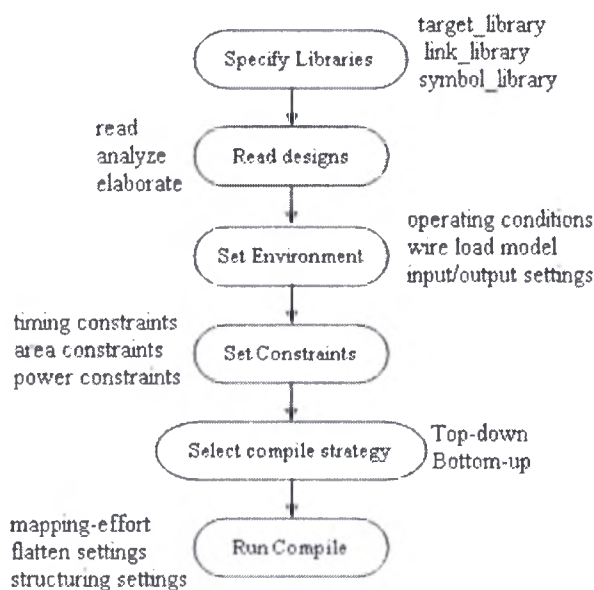 target_library
link_library
symbol_library
Specify Libraries
read
analyze
elaborate
Read designs
operating conditions
wire load model
input/output settings
Set Environment
timing constraints
area constraints
power constraints
Set Constraints
Select compile strategy
Top-down
Bottom-up
mapping-effort
flatten settings
structuring settings
Run Compile